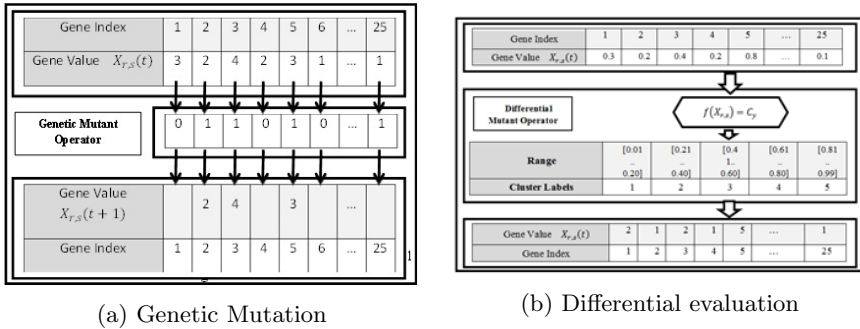 Gene Index 1 2 3 4 5 6 ... 25
Gene Value X_{r,s}(t) 3 2 4 2 3 1 ... 1
Genetic Mutant
Operator
0 1 1 0 1 0 ... 1
Gene Value
X_{r,s}(t + 1)
2 4 3 ...
Gene Index 1 2 3 4 5 6 ... 25
1
(a) Genetic Mutation
Gene Index 1 2 3 4 5 ... 25
Gene Value X_{r,s}(t) 0.3 0.2 0.4 0.2 0.8 ... 0.1
Differential
Mutant Operator
f(X_{r,s}) = C_y
Range
[0.01 [0.21 [0.4 [0.61 [0.81
.. .. 1.. .. ..
0.20] 0.40] 0.60] 0.80] 0.99]
Cluster Labels 1 2 3 4 5
Gene Value X_{r,s}(t) 2 1 2 1 5 ... 1
Gene Index 1 2 3 4 5 ... 25
(b) Differential evaluation